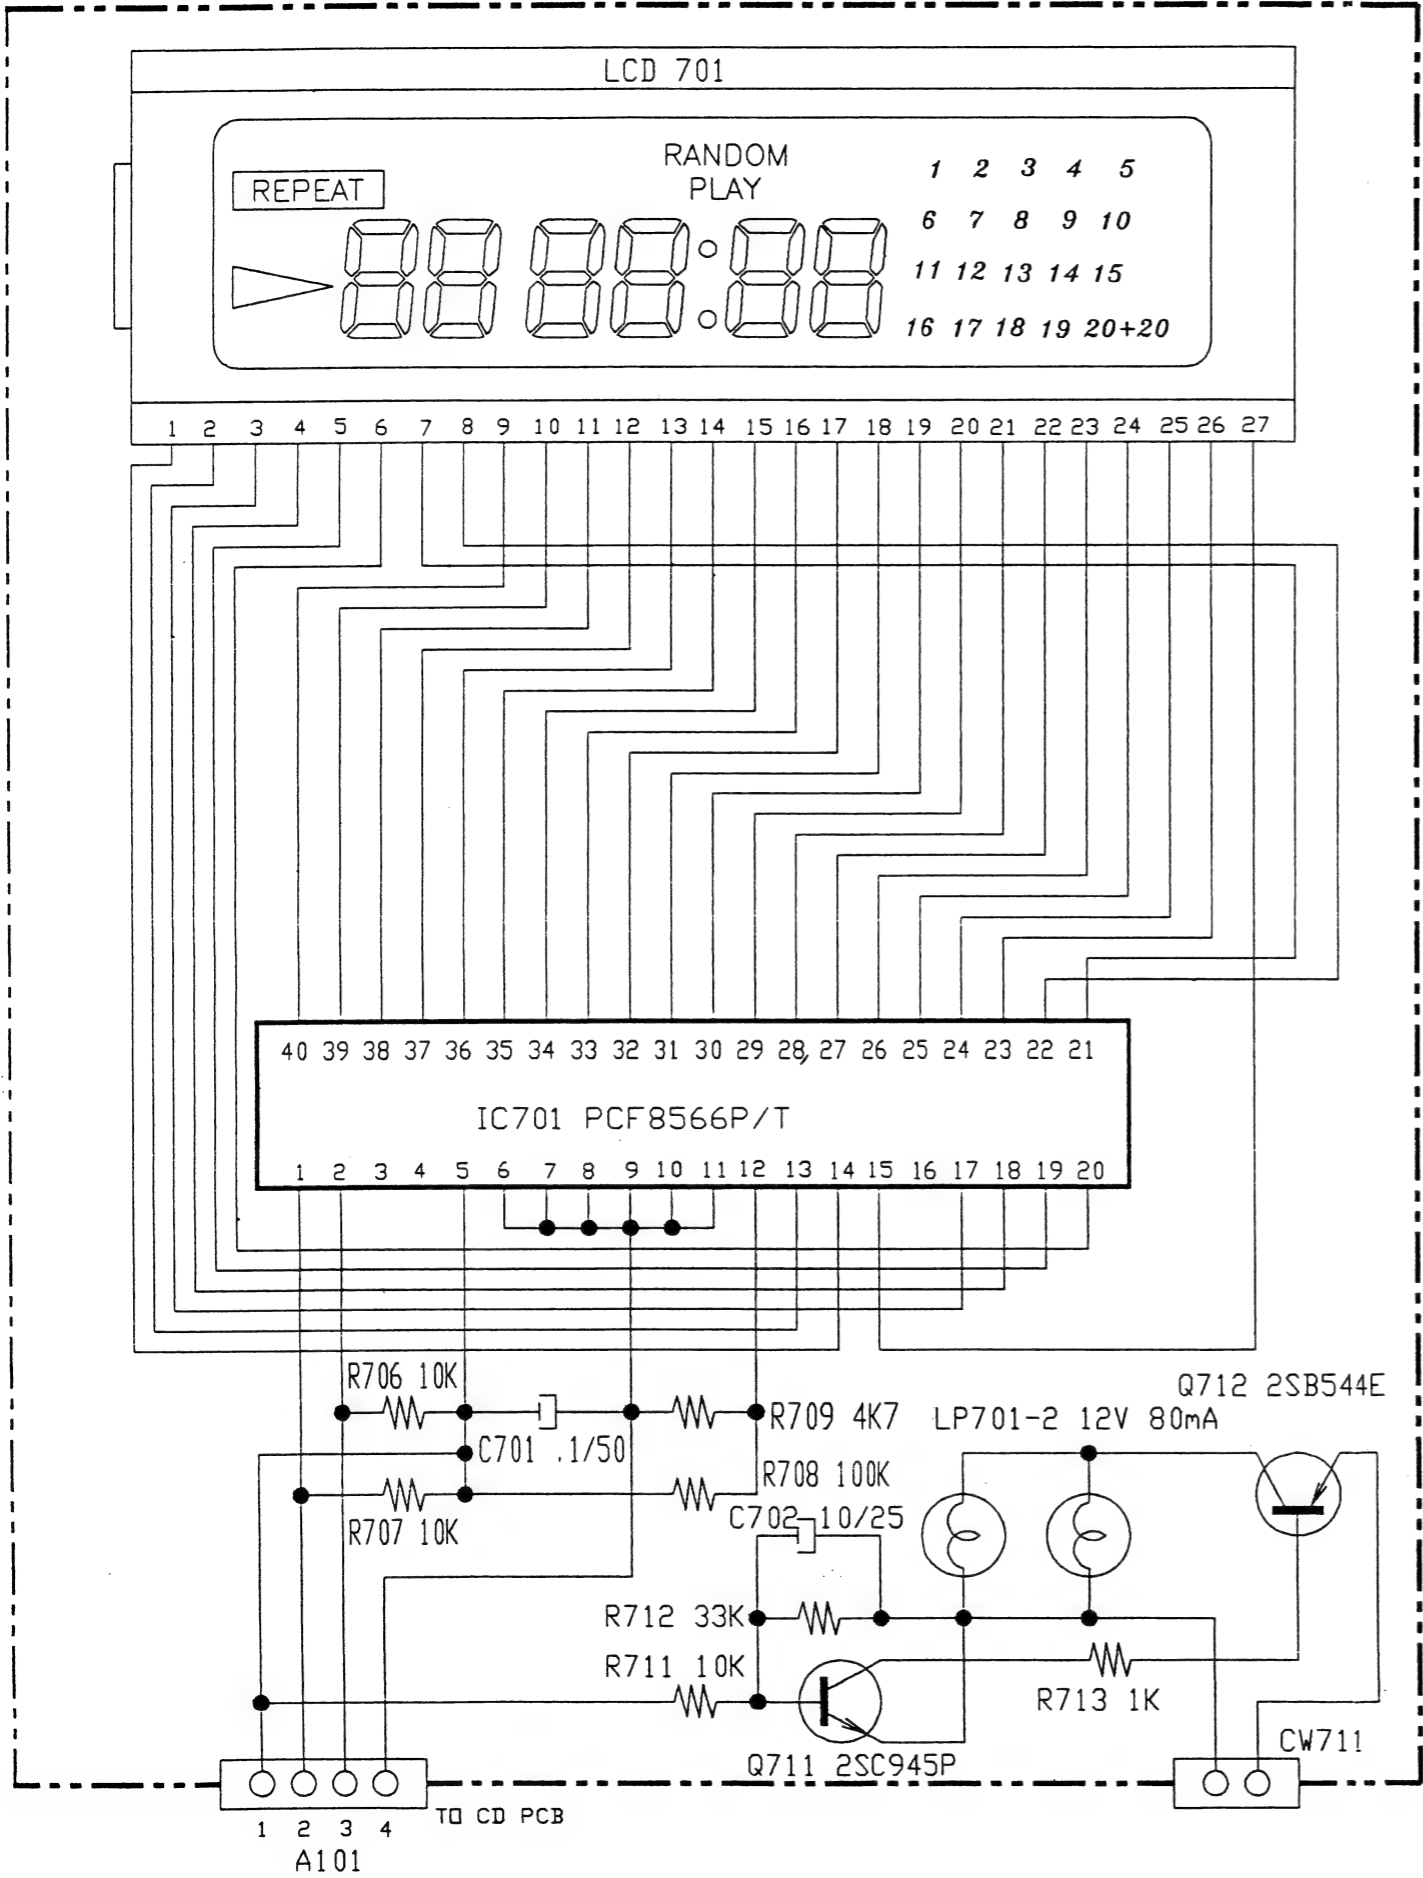 LCD 701
REPEAT
RANDOM
PLAY
1 2 3 4 5
6 7 8 9 10
11 12 13 14 15
16 17 18 19 20+20
1 2 3 4 5 6 7 8 9 10 11 12 13 14 15 16 17 18 19 20 21 22 23 24 25 26 27
40 39 38 37 36 35 34 33 32 31 30 29 28, 27 26 25 24 23 22 21
IC701 PCF8566P/T
1 2 3 4 5 6 7 8 9 10 11 12 13 14 15 16 17 18 19 20
R706 10K
Q712 2SB544E
R709 4K7
LP701-2 12V 80mA
C701 .1/50
R708 100K
R707 10K
C702 10/25
R712 33K
R711 10K
R713 1K
CW711
Q711 2SC945P
TO CD PCB
1 2 3 4
A101